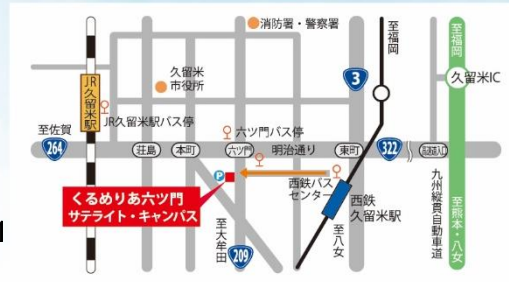 消防署・警察署
至福岡
至福岡
3
久留米IC
久留米
市役所
JR久留米駅
JR久留米駅バス停
六ツ門バス停
至佐賀
264
荘島
本町
六ツ門
明治通り
東町
322
P
西鉄バス
センター
くるめりあ六ツ門
サテライト・キャンパス
西鉄
久留米駅
至大牟田
209
至八女
九州縦貫自動車道
至熊本・八女